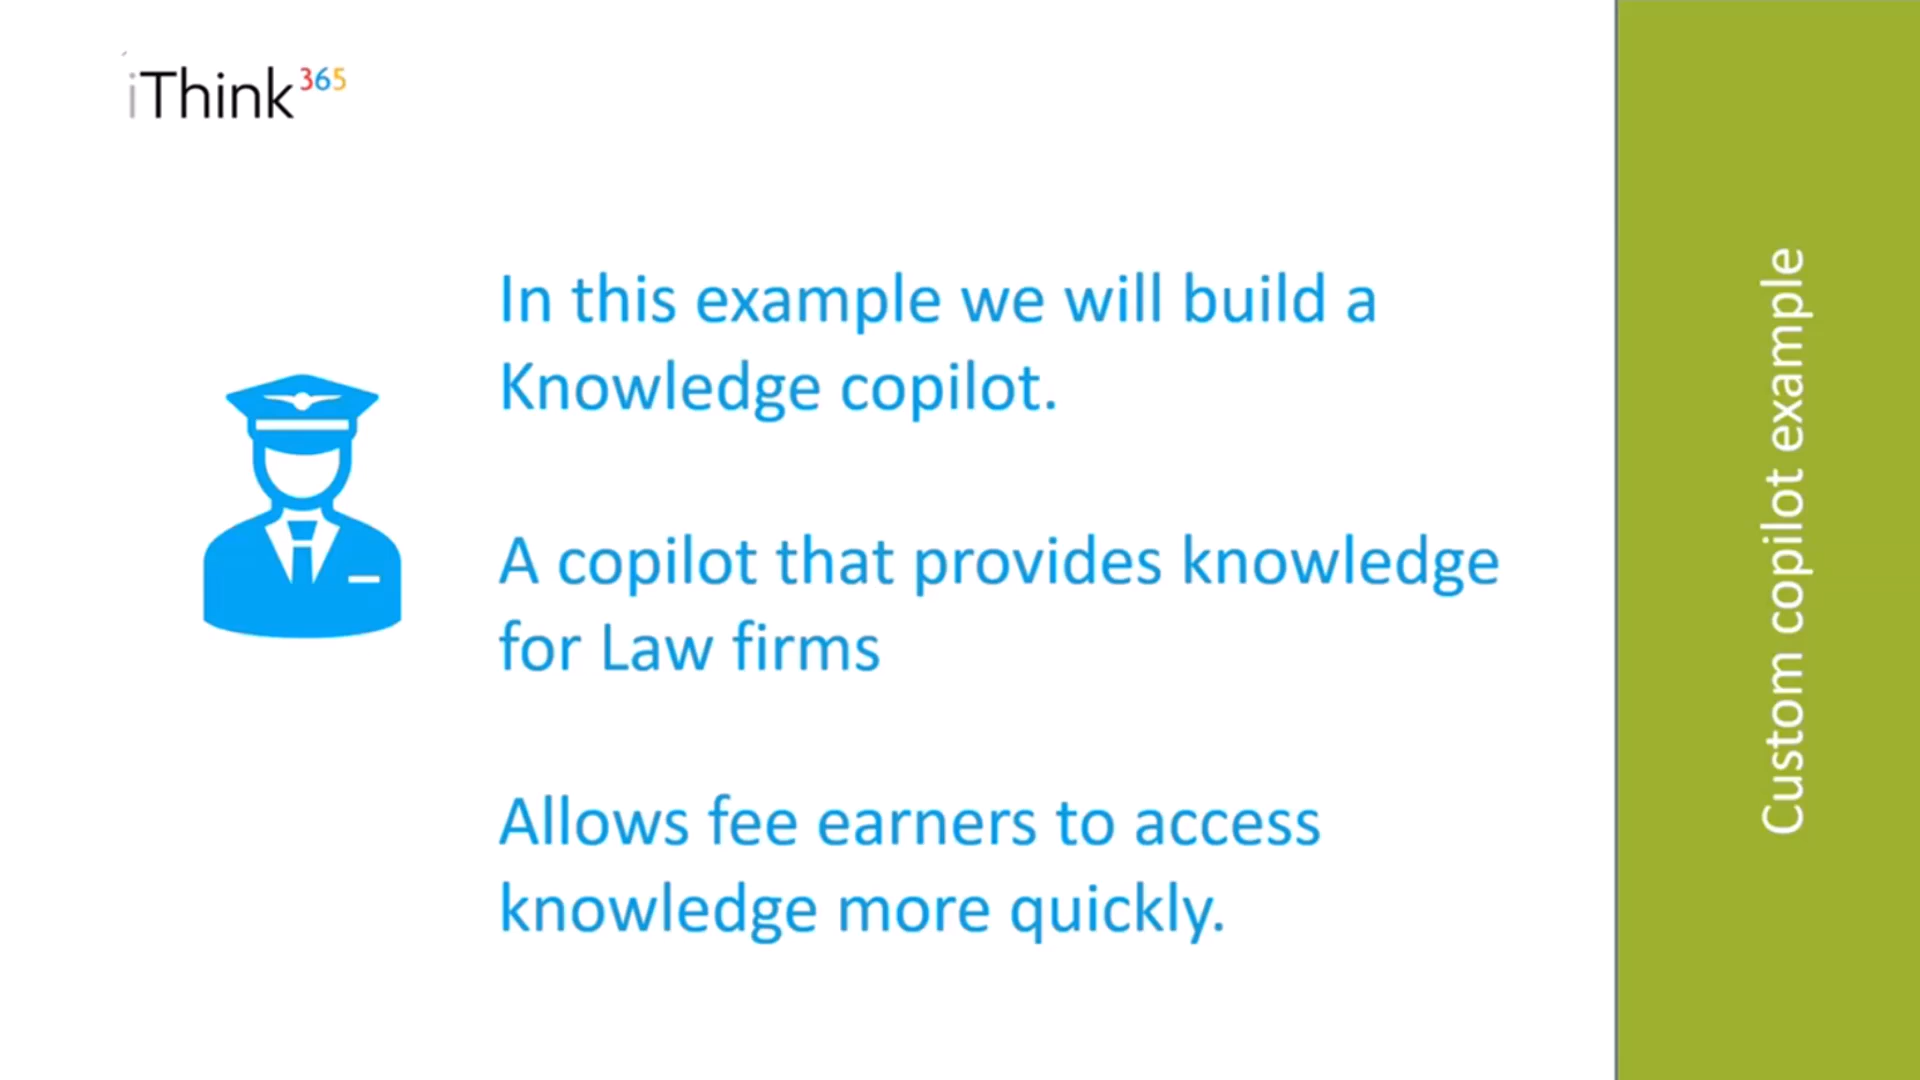 iThink365
In this example we will build a
Knowledge copilot.
A copilot that provides knowledge
for Law firms
Allows fee earners to access
knowledge more quickly.
Custom copilot example